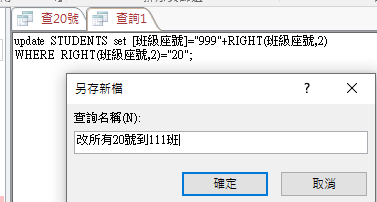 查20號 查詢1
update STUDENTS set [班級座號]="999"+RIGHT(班級座號,2)
WHERE RIGHT(班級座號,2)="20";
另存新檔
查詢名稱(N):
改所有20號到111班
確定 取消